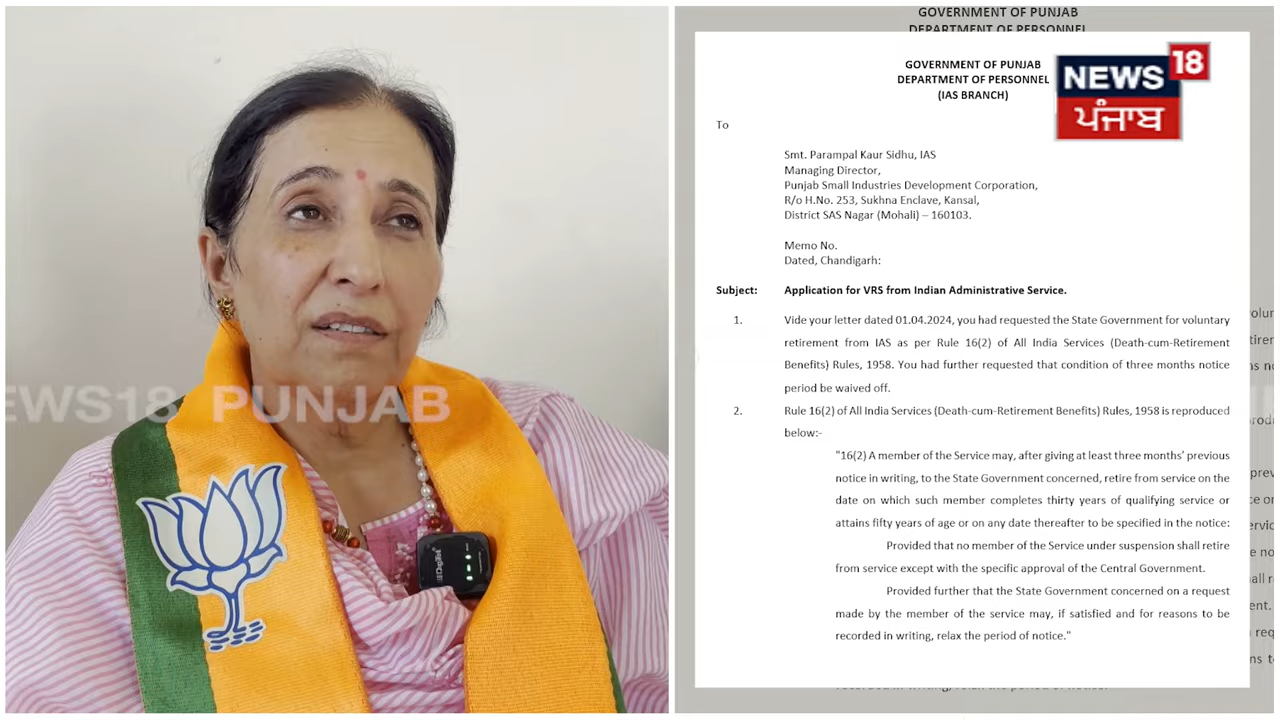 EWS18 PUNJAB
DigiTek
GOVERNMENT OF PUNJAB
DEPARTMENT OF PERSONNEL
GOVERNMENT OF PUNJAB
DEPARTMENT OF PERSONNEL
(IAS BRANCH)
NEWS 18
ਪੰਜਾਬ
To
Smt. Parampal Kaur Sidhu, IAS
Managing Director,
Punjab Small Industries Development Corporation,
R/o H.No. 253, Sukhna Enclave, Kansal,
District SAS Nagar (Mohali) – 160103.
Memo No.
Dated, Chandigarh:
Subject: Application for VRS from Indian Administrative Service.
1. Vide your letter dated 01.04.2024, you had requested the State Government for voluntary
retirement from IAS as per Rule 16(2) of All India Services (Death-cum-Retirement
Benefits) Rules, 1958. You had further requested that condition of three months notice
period be waived off.
2. Rule 16(2) of All India Services (Death-cum-Retirement Benefits) Rules, 1958 is reproduced
below:-
"16(2) A member of the Service may, after giving at least three months' previous
notice in writing, to the State Government concerned, retire from service on the
date on which such member completes thirty years of qualifying service or
attains fifty years of age or on any date thereafter to be specified in the notice:
Provided that no member of the Service under suspension shall retire
from service except with the specific approval of the Central Government.
Provided further that the State Government concerned on a request
made by the member of the service may, if satisfied and for reasons to be
recorded in writing, relax the period of notice."